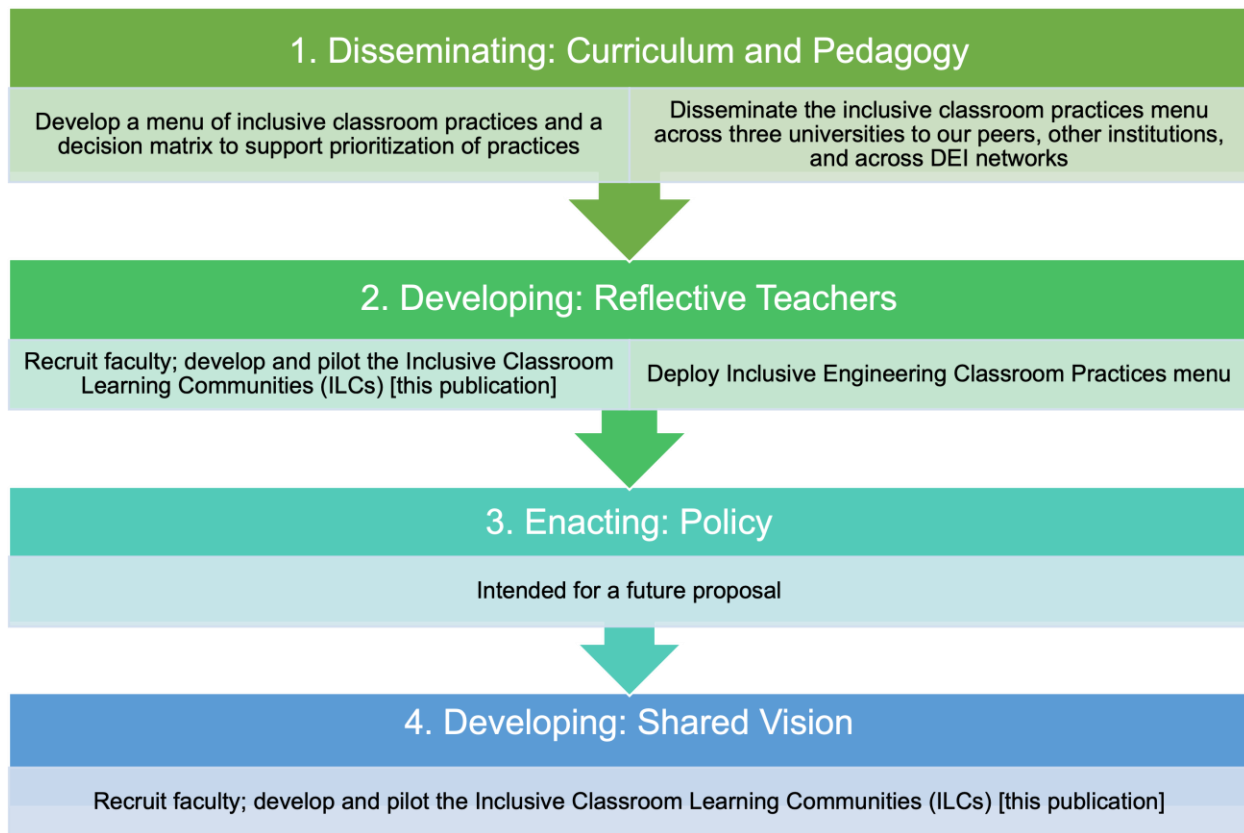 1. Disseminating: Curriculum and Pedagogy
Develop a menu of inclusive classroom practices and a
decision matrix to support prioritization of practices
Disseminate the inclusive classroom practices menu
across three universities to our peers, other institutions,
and across DEI networks
2. Developing: Reflective Teachers
Recruit faculty; develop and pilot the Inclusive Classroom
Learning Communities (ILCs) [this publication]
Deploy Inclusive Engineering Classroom Practices menu
3. Enacting: Policy
Intended for a future proposal
4. Developing: Shared Vision
Recruit faculty; develop and pilot the Inclusive Classroom Learning Communities (ILCs) [this publication]